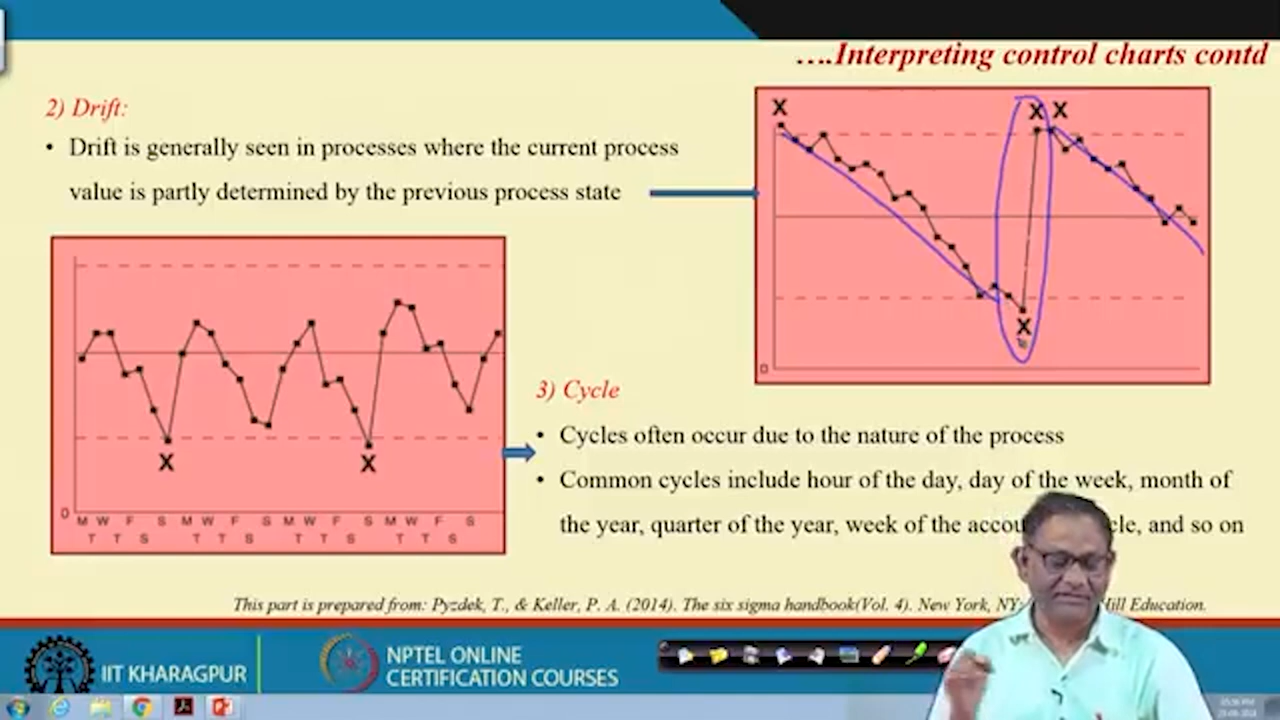 ….Interpreting control charts contd
2) Drift:
• Drift is generally seen in processes where the current process
value is partly determined by the previous process state
X
X X
X
0
X
X
0
M W F S M W F S M W F S M W F S
T T S T T S T T S T T S
3) Cycle
• Cycles often occur due to the nature of the process
• Common cycles include hour of the day, day of the week, month of
the year, quarter of the year, week of the and so on
This part is prepared from: Pyzdek, T., & Keller, P. A. (2014). The six sigma handbook(Vol. 4). New York, NY: Hill Education.
IIT KHARAGPUR
NPTEL ONLINE
CERTIFICATION COURSES